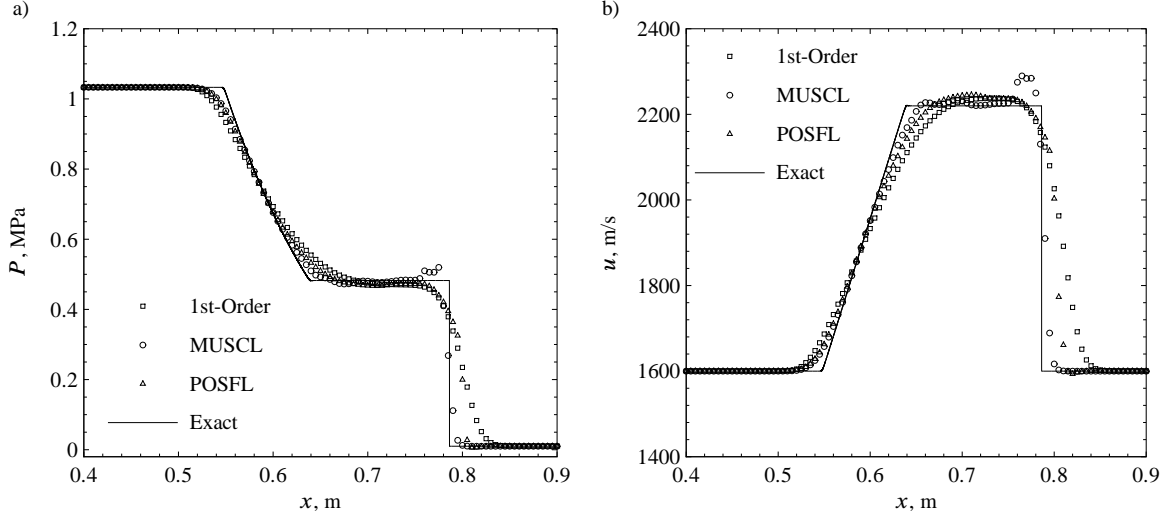 a)
1.2
1
0.8
0.6
0.4
0.2
0
P, MPa
1st-Order
MUSCL
POSFL
Exact
0.4
0.5
0.6
0.7
0.8
0.9
x, m
b)
2400
2200
2000
1800
1600
1400
u, m/s
1st-Order
MUSCL
POSFL
Exact
0.4
0.5
0.6
0.7
0.8
0.9
x, m